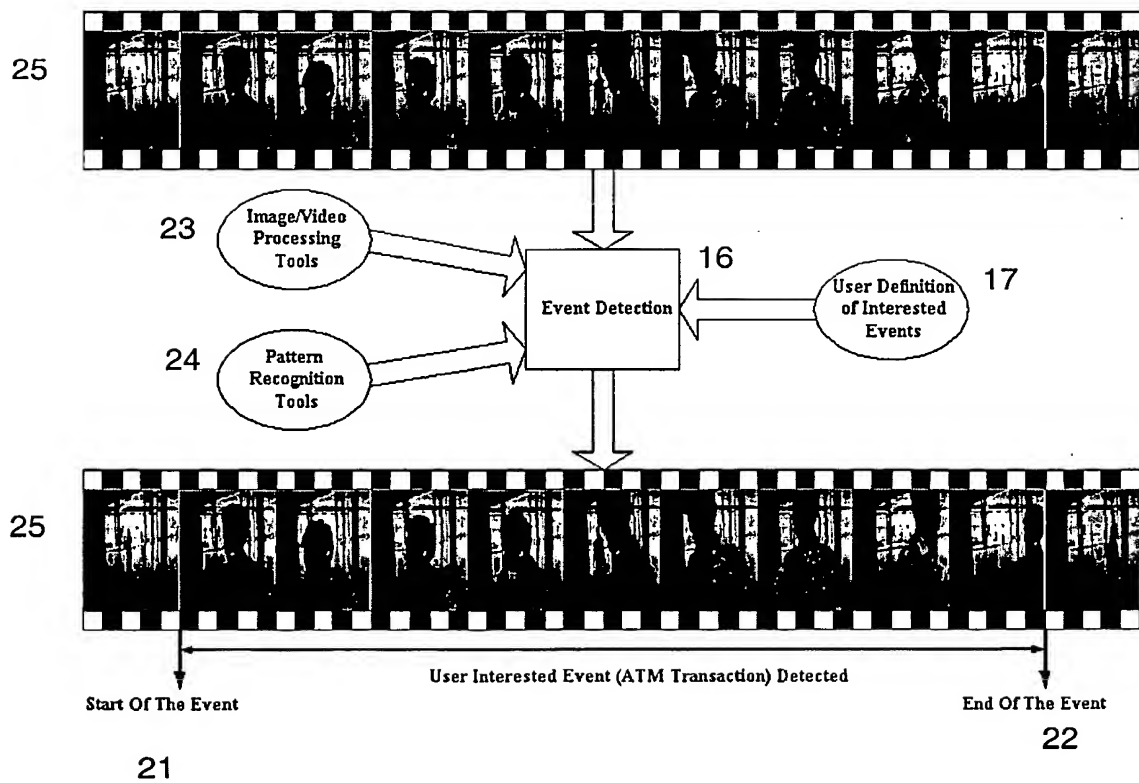 25
23
Image/Video
Processing
Tools
16
Event Detection
User Definition
of Interested
Events
17
24
Pattern
Recognition
Tools
25
User Interested Event (ATM Transaction) Detected
Start Of The Event
End Of The Event
22
21